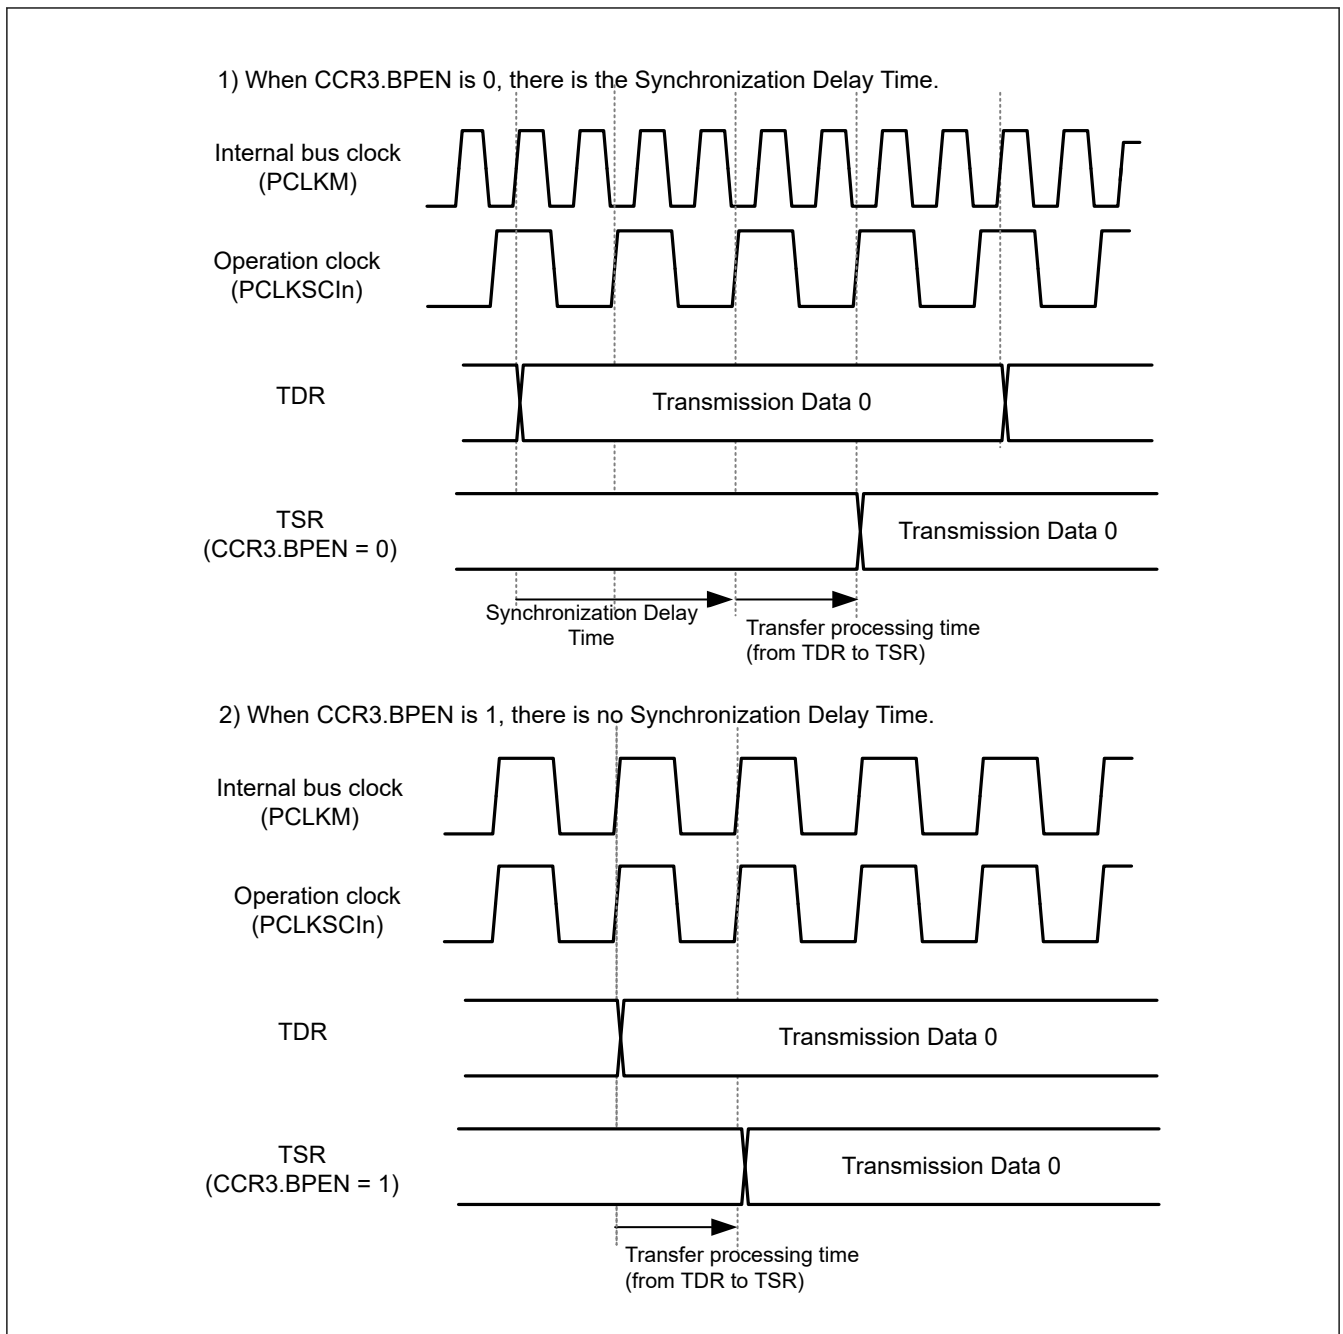 1) When CCR3.BPEN is 0, there is the Synchronization Delay Time.
Internal bus clock
(PCLKM)
Operation clock
(PCLKSCIn)
TDR
Transmission Data 0
TSR
(CCR3.BPEN = 0)
Transmission Data 0
Synchronization Delay
Time
Transfer processing time
(from TDR to TSR)
2) When CCR3.BPEN is 1, there is no Synchronization Delay Time.
Internal bus clock
(PCLKM)
Operation clock
(PCLKSCIn)
TDR
Transmission Data 0
TSR
(CCR3.BPEN = 1)
Transmission Data 0
Transfer processing time
(from TDR to TSR)